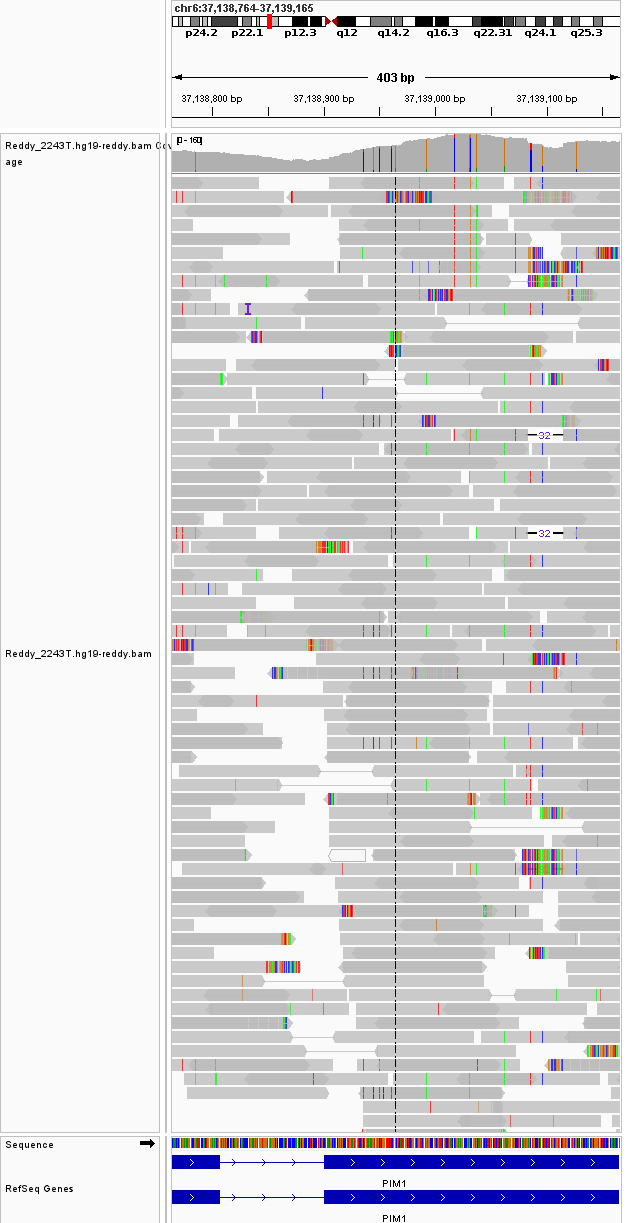 chr6:37,138,764-37,139,165
p24.2 p22.1 p12.3 q12 q14.2 q16.3 q22.31 q24.1 q25.3
403 bp
37,138,800 bp 37,138,900 bp 37,139,000 bp 37,139,100 bp
Reddy_2243T.hg19-reddy.bam Cov
age
[0 - 160]
32
32
Reddy_2243T.hg19-reddy.bam
Sequence
PIM1
RefSeq Genes
PIM1